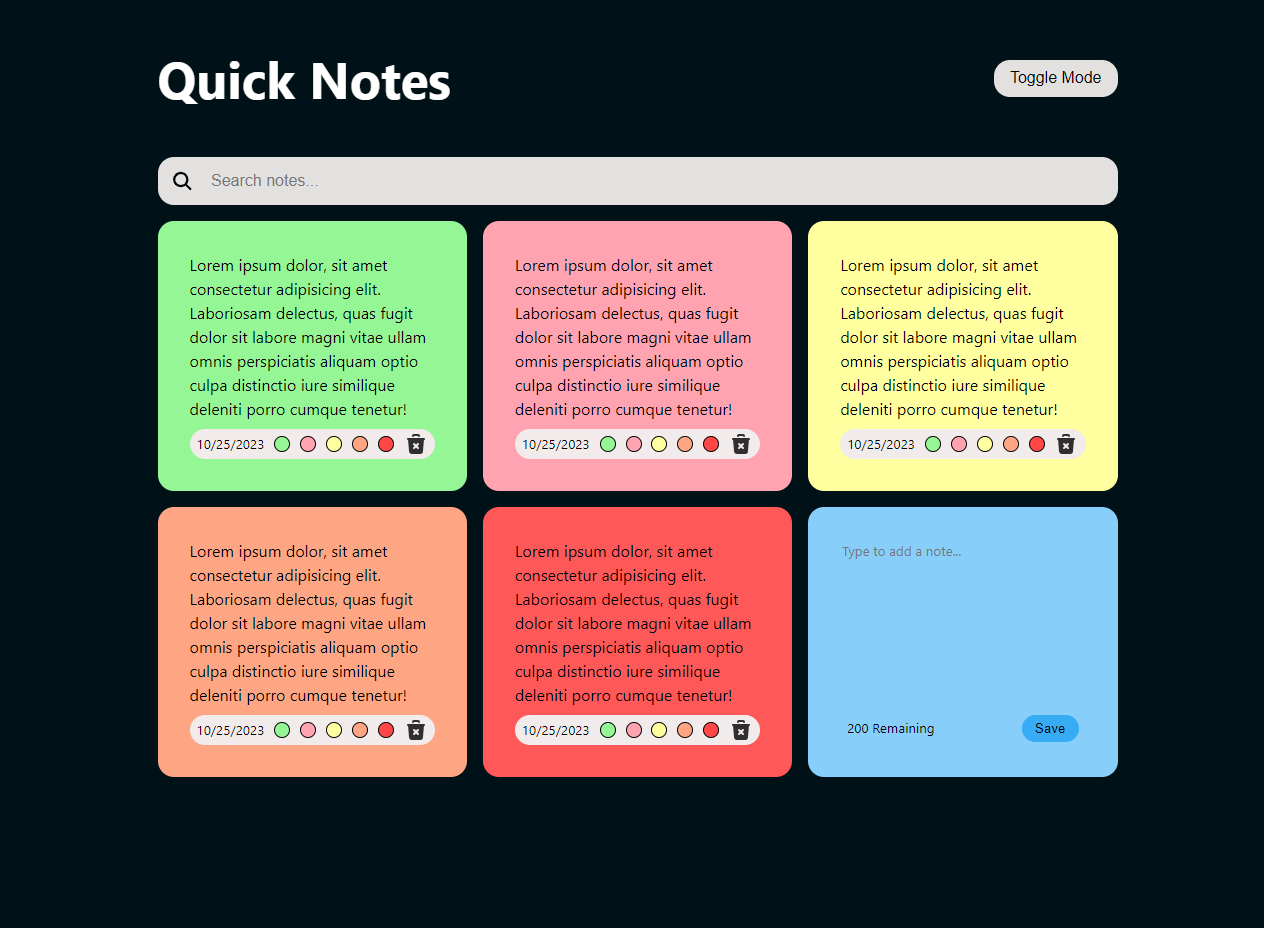 Quick Notes
Toggle Mode
Search notes...
Lorem ipsum dolor, sit amet
consectetur adipisicing elit.
Laboriosam delectus, quas fugit
dolor sit labore magni vitae ullam
omnis perspiciatis aliquam optio
culpa distinctio iure similique
deleniti porro cumque tenetur!
10/25/2023
Lorem ipsum dolor, sit amet
consectetur adipisicing elit.
Laboriosam delectus, quas fugit
dolor sit labore magni vitae ullam
omnis perspiciatis aliquam optio
culpa distinctio iure similique
deleniti porro cumque tenetur!
10/25/2023
Lorem ipsum dolor, sit amet
consectetur adipisicing elit.
Laboriosam delectus, quas fugit
dolor sit labore magni vitae ullam
omnis perspiciatis aliquam optio
culpa distinctio iure similique
deleniti porro cumque tenetur!
10/25/2023
Lorem ipsum dolor, sit amet
consectetur adipisicing elit.
Laboriosam delectus, quas fugit
dolor sit labore magni vitae ullam
omnis perspiciatis aliquam optio
culpa distinctio iure similique
deleniti porro cumque tenetur!
10/25/2023
Lorem ipsum dolor, sit amet
consectetur adipisicing elit.
Laboriosam delectus, quas fugit
dolor sit labore magni vitae ullam
omnis perspiciatis aliquam optio
culpa distinctio iure similique
deleniti porro cumque tenetur!
10/25/2023
Type to add a note...
200 Remaining
Save